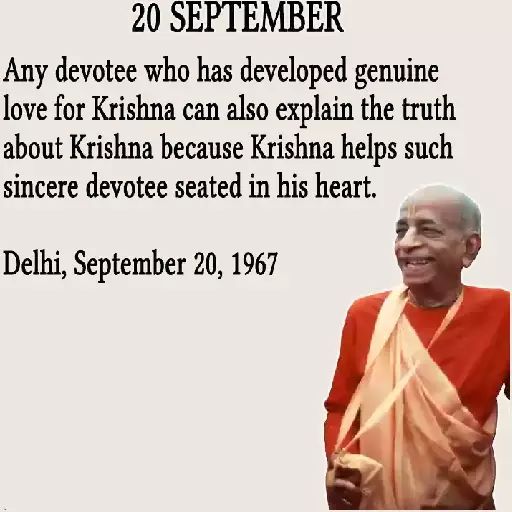 20 SEPTEMBER
Any devotee who has developed genuine
love for Krishna can also explain the truth
about Krishna because Krishna helps such
sincere devotee seated in his heart.
Delhi, September 20, 1967